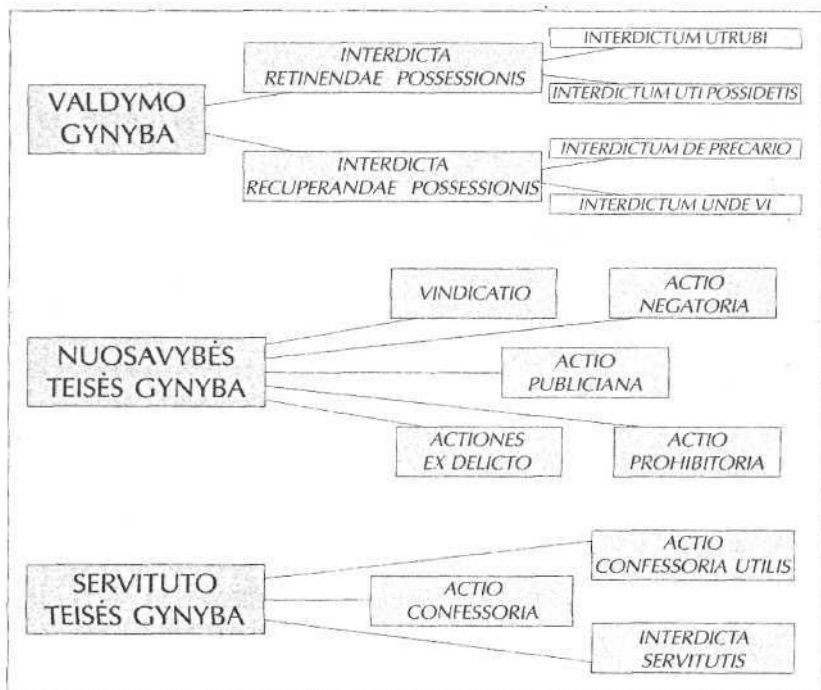 VALDYMO
GYNYBA
INTERDICTA
RETINENDAE POSSESSIONIS
INTERDICTUM UTRUBI
INTERDICTUM UTI POSSIDETIS
INTERDICTA
RECUPERANDAE POSSESSIONIS
INTERDICTUM DE PRECARIO
INTERDICTUM UNDE VI
NUOSAVYBĖS
TEISĖS GYNYBA
VINDICATIO
ACTIO
NEGATORIA
ACTIO
PUBLICIANA
ACTIONES
EX DELICTO
ACTIO
PROHIBITORIA
SERVITUTO
TEISĖS GYNYBA
ACTIO
CONFESSORIA UTILIS
ACTIO
CONFESSORIA
INTERDICTA
SERVITUTIS